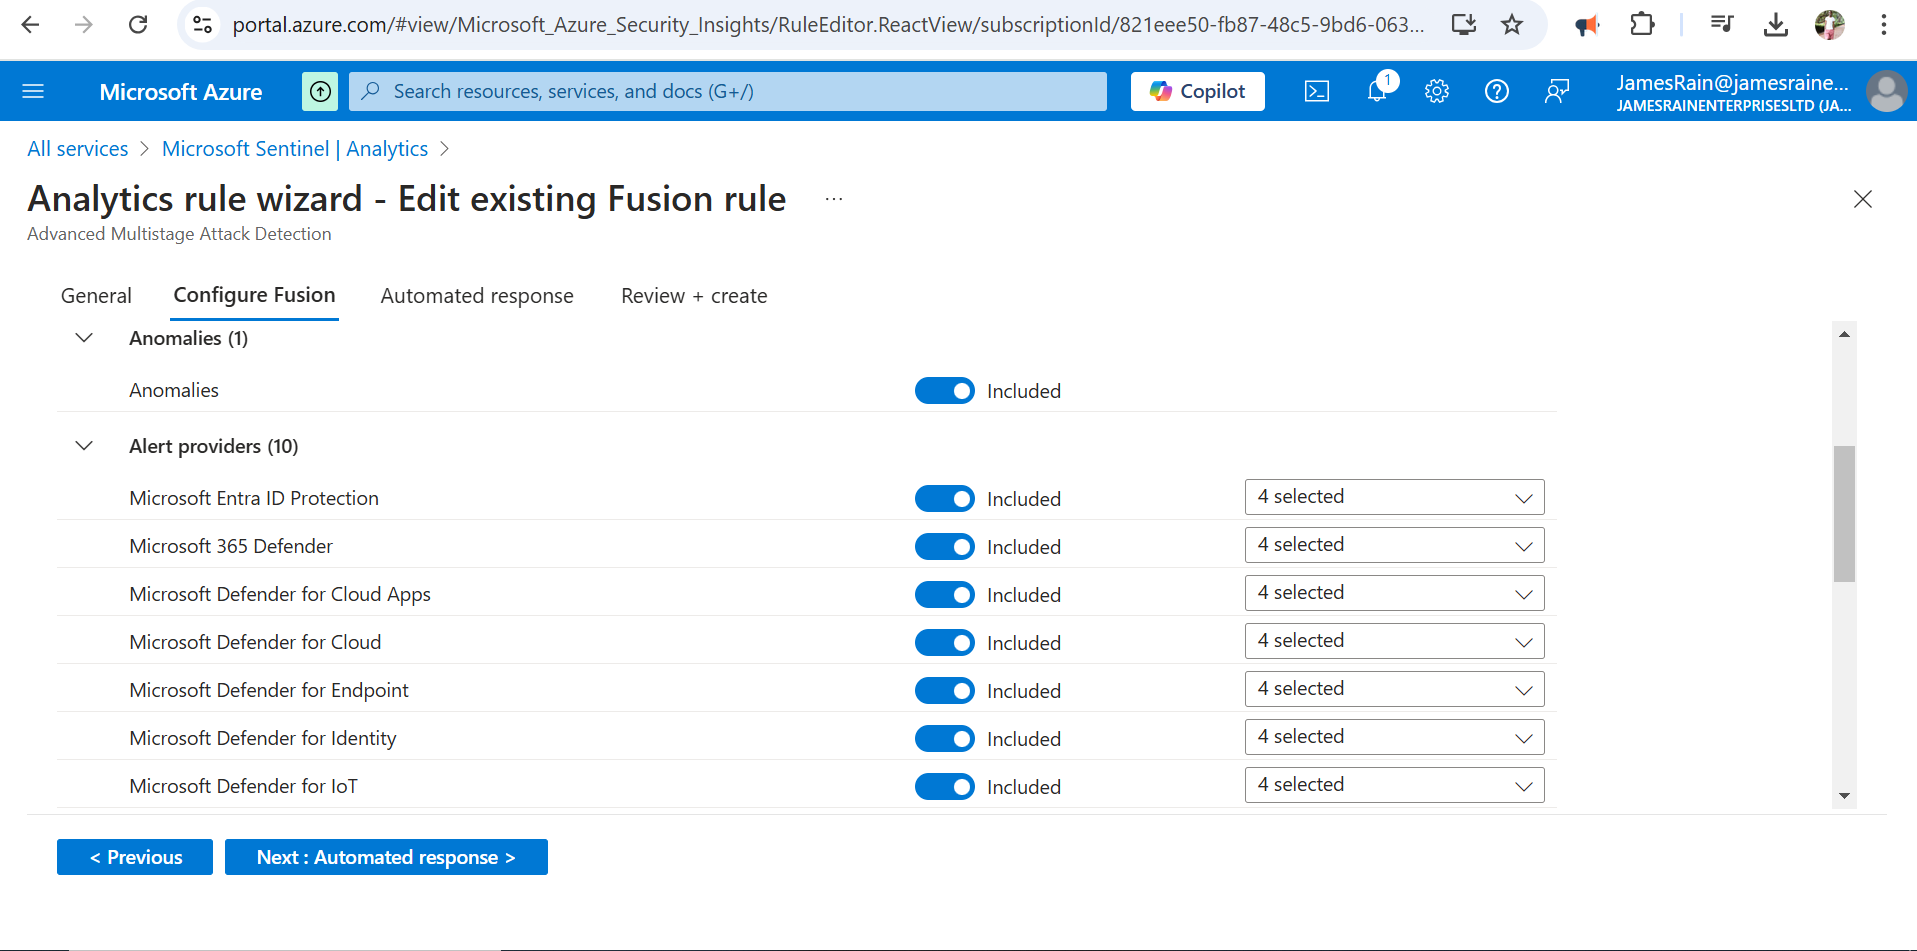 portal.azure.com/#view/Microsoft_Azure_Security_Insights/RuleEditor.ReactView/subscriptionId/821eee50-fb87-48c5-9bd6-063...
Microsoft Azure
Search resources, services, and docs (G+/)
Copilot
1
JamesRain@jamesraine...
JAMESRAINENTERPRISESLTD (JA...
All services > Microsoft Sentinel | Analytics >
Analytics rule wizard - Edit existing Fusion rule ...
Advanced Multistage Attack Detection
General Configure Fusion Automated response Review + create
Anomalies (1)
Anomalies Included
Alert providers (10)
Microsoft Entra ID Protection Included 4 selected
Microsoft 365 Defender Included 4 selected
Microsoft Defender for Cloud Apps Included 4 selected
Microsoft Defender for Cloud Included 4 selected
Microsoft Defender for Endpoint Included 4 selected
Microsoft Defender for Identity Included 4 selected
Microsoft Defender for IoT Included 4 selected
< Previous Next : Automated response >